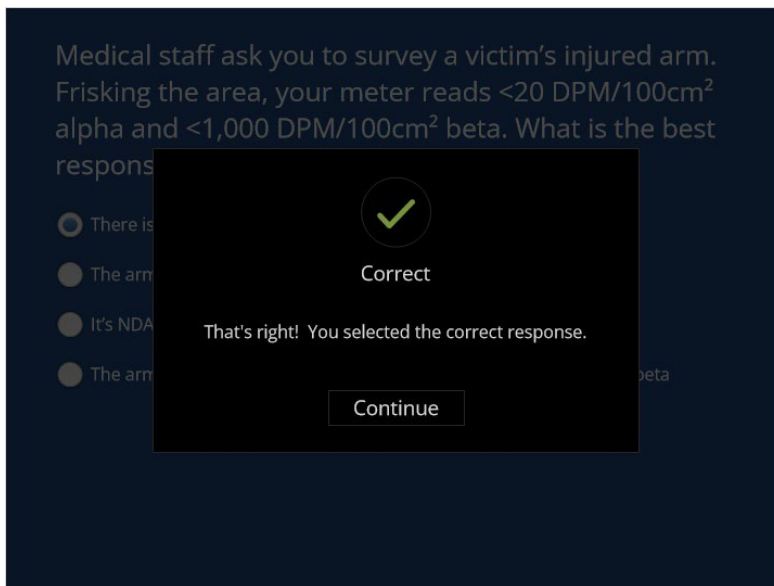 Medical staff ask you to survey a victim’s injured arm.
Frisking the area, your meter reads <20 DPM/100cm²
alpha and <1,000 DPM/100cm² beta. What is the best
respons
There is
The arm
It’s NDA
The arm beta
Correct
That's right!  You selected the correct response.
Continue